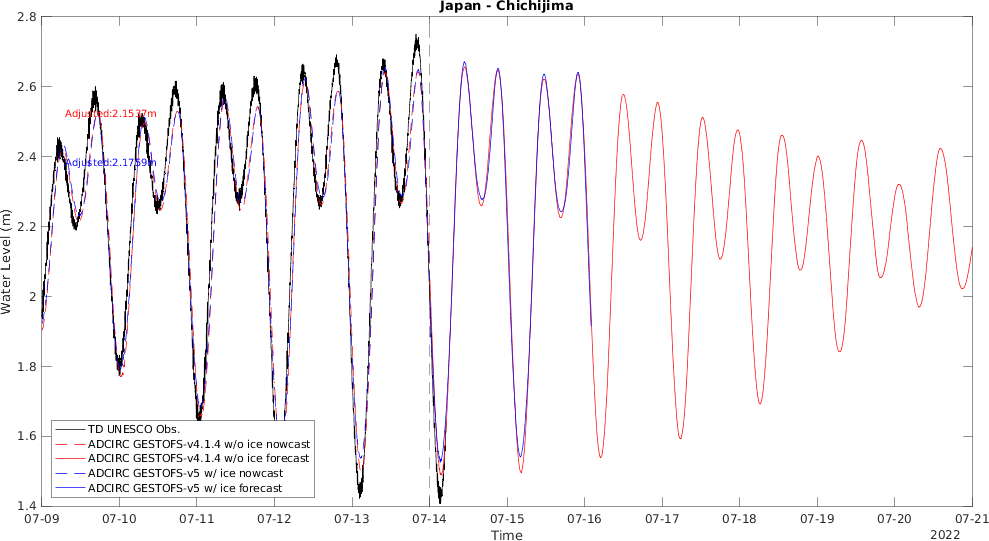 Japan - Chichijima
2.8
2.6
2.4
2.2
2
1.8
1.6
1.4
Water Level (m)
Adjusted:2.1537m
Adjusted:2.1759m
TD UNESCO Obs.
ADCIRC GESTOFS-v4.1.4 w/o ice nowcast
ADCIRC GESTOFS-v4.1.4 w/o ice forecast
ADCIRC GESTOFS-v5 w/ ice nowcast
ADCIRC GESTOFS-v5 w/ ice forecast
07-09 07-10 07-11 07-12 07-13 07-14 07-15 07-16 07-17 07-18 07-19 07-20 07-21
Time
2022